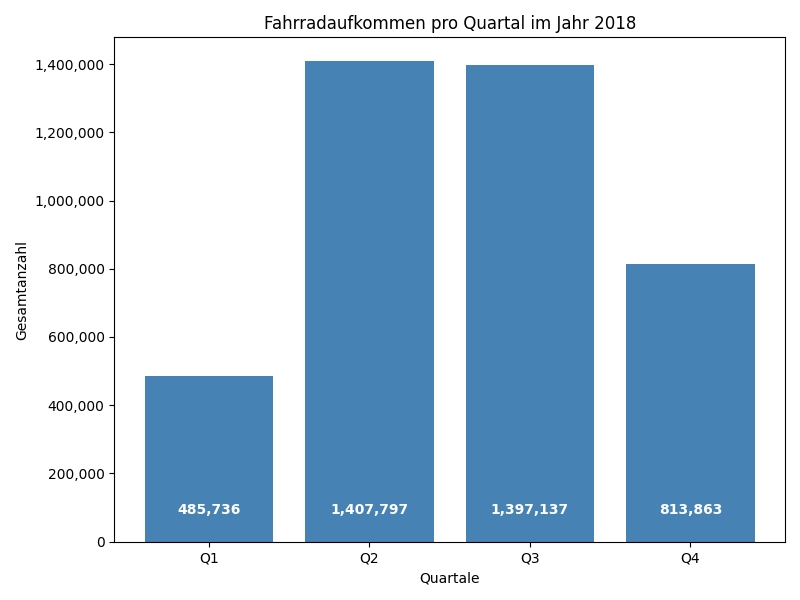 Fahrradaufkommen pro Quartal im Jahr 2018
Gesamtanzahl
1,400,000
1,200,000
1,000,000
800,000
600,000
400,000
200,000
0
485,736
1,407,797
1,397,137
813,863
Q1
Q2
Q3
Q4
Quartale